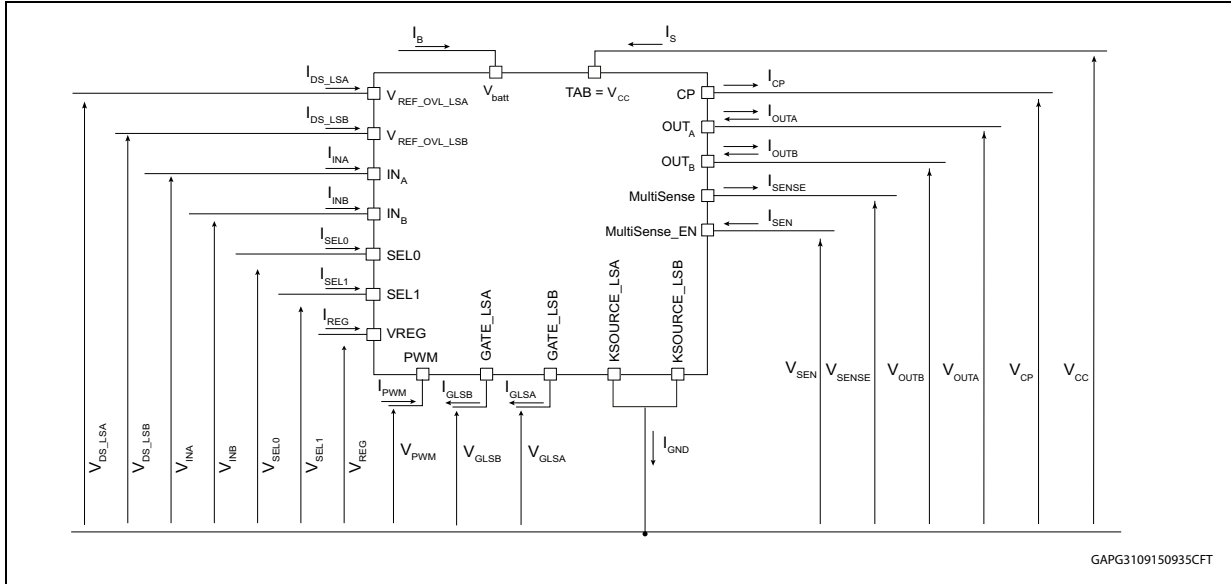 I_B
I_S
V_batt
TAB = V_CC
I_DS_LSA
V_REF_OVL_LSA
I_DS_LSB
V_REF_OVL_LSB
I_INA
IN_A
I_INB
IN_B
I_SEL0
SEL0
I_SEL1
SEL1
I_REG
VREG
I_CP
CP
I_OUTA
OUT_A
I_OUTB
OUT_B
I_SENSE
MultiSense
I_SEN
MultiSense_EN
PWM
GATE_LSA
GATE_LSB
KSOURCE_LSA
KSOURCE_LSB
I_PWM
I_GLSB
I_GLSA
I_GND
V_DS_LSA
V_DS_LSB
V_INA
V_INB
V_SEL0
V_SEL1
V_REG
V_PWM
V_GLSB
V_GLSA
V_SEN
V_SENSE
V_OUTB
V_OUTA
V_CP
V_CC
GAPG3109150935CFT